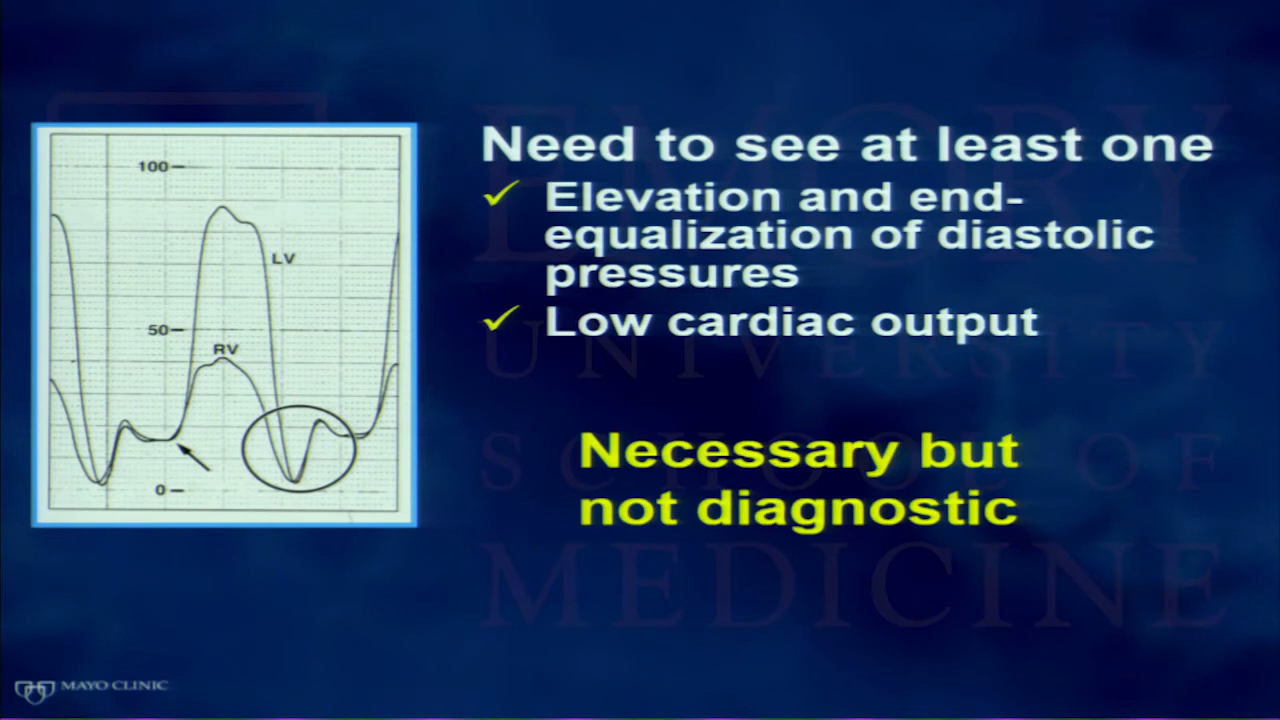 100
LV
50
RV
0
Need to see at least one
✓ Elevation and end-
equalization of diastolic
pressures
✓ Low cardiac output
Necessary but
not diagnostic
EMORY
UNIVERSITY
SCHOOL OF
MEDICINE
MAYO CLINIC